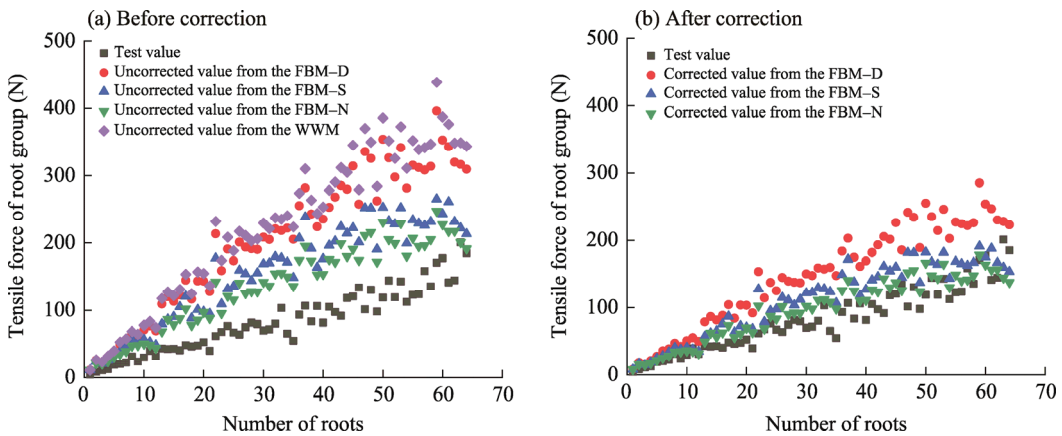 (a) Before correction
Tensile force of root group (N)
500
400
300
200
100
0
Test value
Uncorrected value from the FBM–D
Uncorrected value from the FBM–S
Uncorrected value from the FBM–N
Uncorrected value from the WWM
0 10 20 30 40 50 60 70
Number of roots
(b) After correction
Tensile force of root group (N)
500
400
300
200
100
0
Test value
Corrected value from the FBM–D
Corrected value from the FBM–S
Corrected value from the FBM–N
0 10 20 30 40 50 60 70
Number of roots